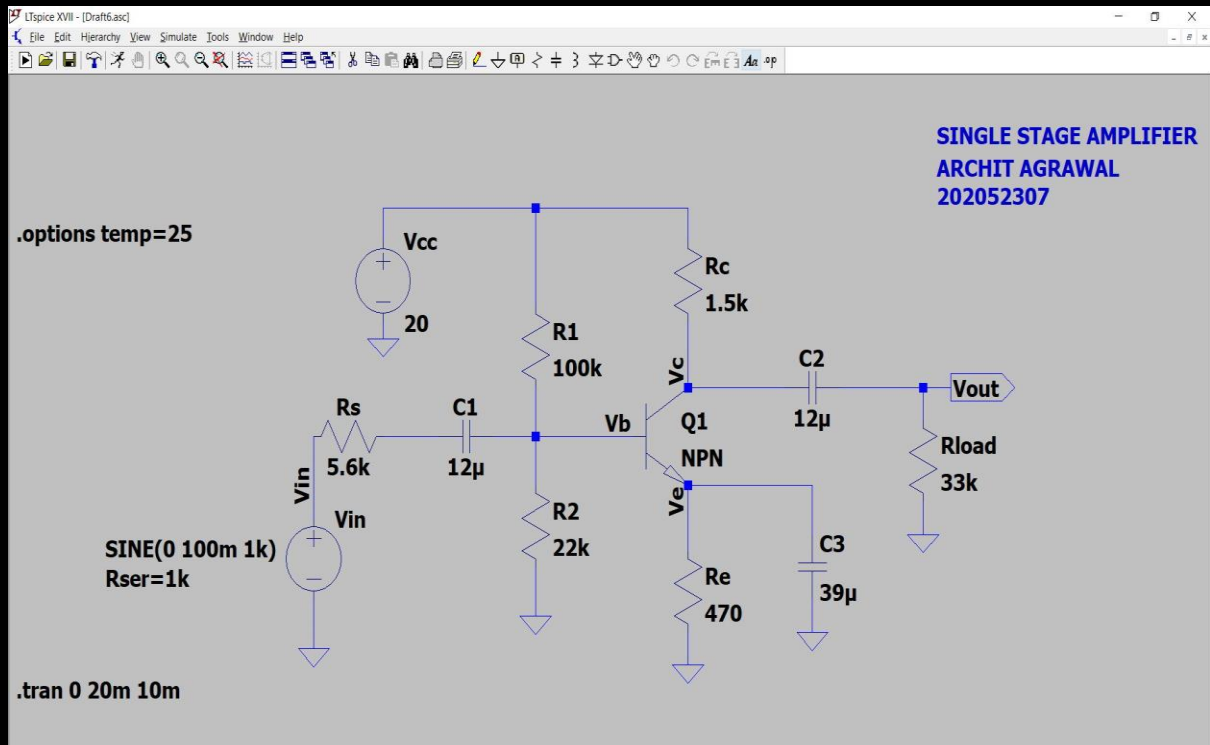 LTspice XVII - [Draft6.asc]
File Edit Hierarchy View Simulate Tools Window Help
Aa .op
SINGLE STAGE AMPLIFIER
ARCHIT AGRAWAL
202052307
.options temp=25
Vcc
20
Rc
1.5k
R1
100k
Vc
C2
12µ
Vout
Rs
5.6k
C1
12µ
Vb
Q1
NPN
Rload
33k
Vin
Vin
SINE(0 100m 1k)
Rser=1k
R2
22k
Ve
Re
470
C3
39µ
.tran 0 20m 10m